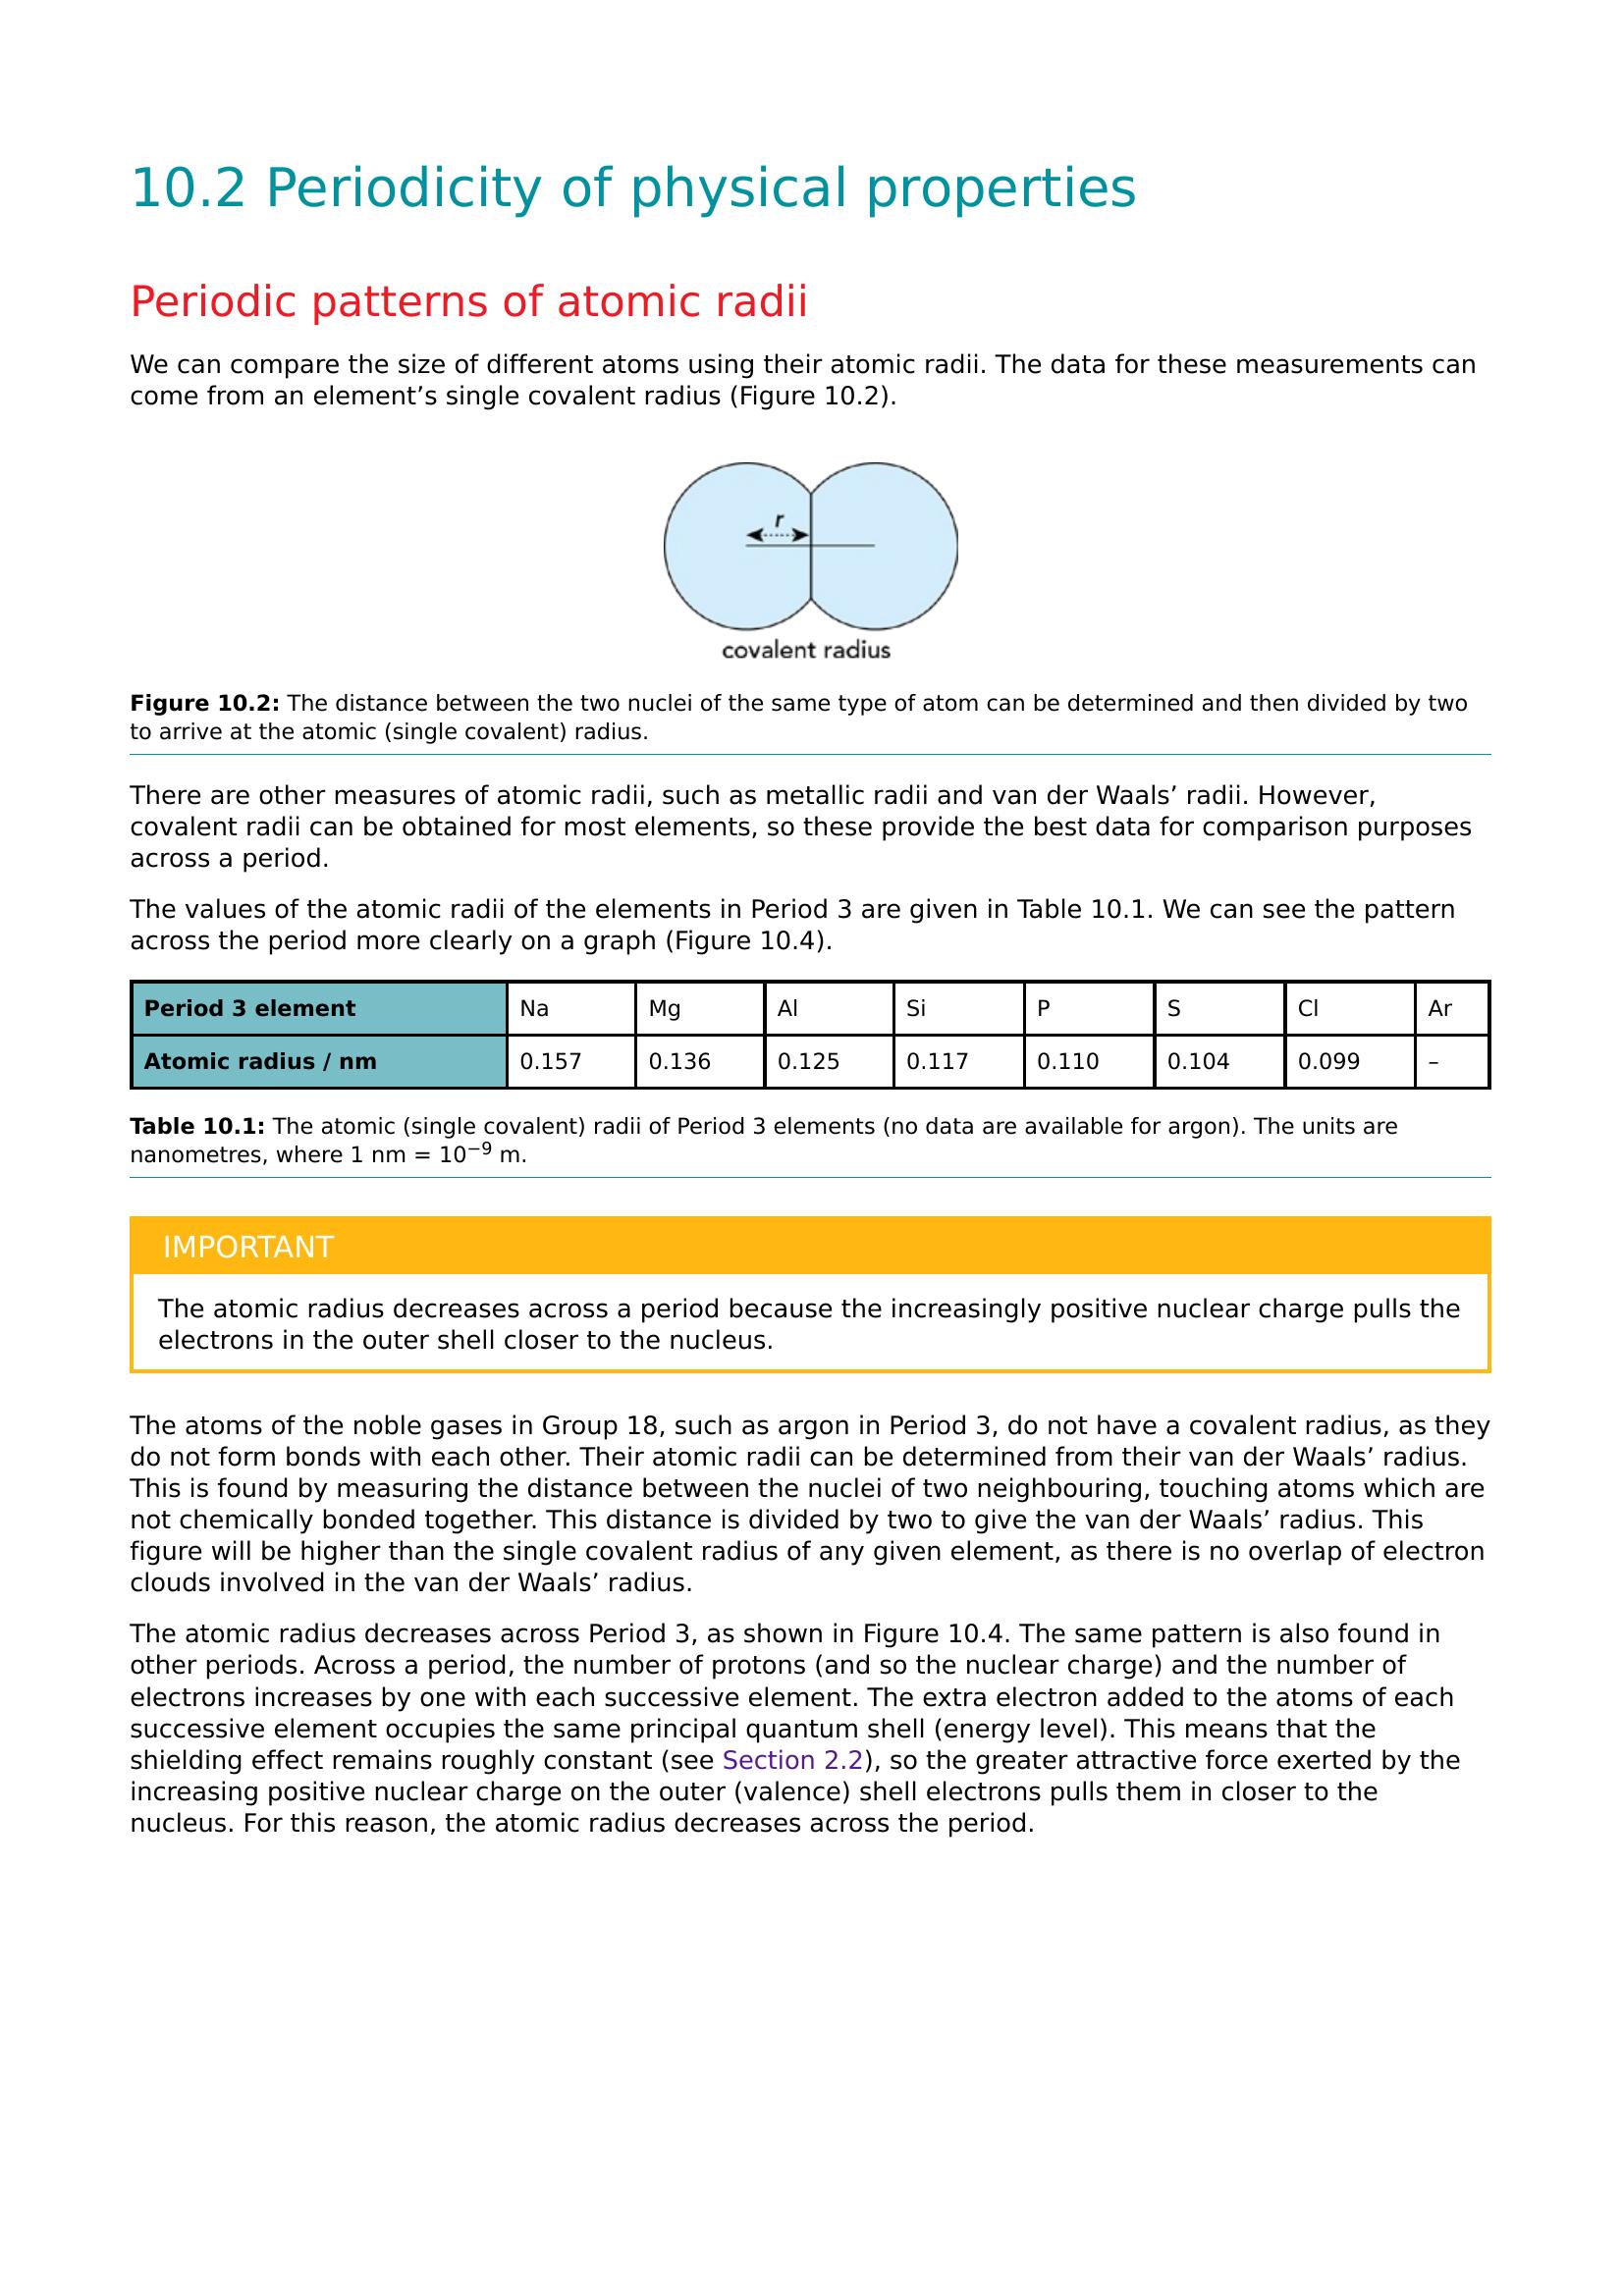 10.2 Periodicity of physical properties
Periodic patterns of atomic radii
We can compare the size of different atoms using their atomic radii. The data for these measurements can
come from an element’s single covalent radius (Figure 10.2).
r
covalent radius
Figure 10.2: The distance between the two nuclei of the same type of atom can be determined and then divided by two
to arrive at the atomic (single covalent) radius.
There are other measures of atomic radii, such as metallic radii and van der Waals’ radii. However,
covalent radii can be obtained for most elements, so these provide the best data for comparison purposes
across a period.
The values of the atomic radii of the elements in Period 3 are given in Table 10.1. We can see the pattern
across the period more clearly on a graph (Figure 10.4).
Period 3 element Na Mg Al Si P S Cl Ar
Atomic radius / nm 0.157 0.136 0.125 0.117 0.110 0.104 0.099 –
Table 10.1: The atomic (single covalent) radii of Period 3 elements (no data are available for argon). The units are
nanometres, where 1 nm = 10⁻⁹ m.
IMPORTANT
The atomic radius decreases across a period because the increasingly positive nuclear charge pulls the
electrons in the outer shell closer to the nucleus.
The atoms of the noble gases in Group 18, such as argon in Period 3, do not have a covalent radius, as they
do not form bonds with each other. Their atomic radii can be determined from their van der Waals’ radius.
This is found by measuring the distance between the nuclei of two neighbouring, touching atoms which are
not chemically bonded together. This distance is divided by two to give the van der Waals’ radius. This
figure will be higher than the single covalent radius of any given element, as there is no overlap of electron
clouds involved in the van der Waals’ radius.
The atomic radius decreases across Period 3, as shown in Figure 10.4. The same pattern is also found in
other periods. Across a period, the number of protons (and so the nuclear charge) and the number of
electrons increases by one with each successive element. The extra electron added to the atoms of each
successive element occupies the same principal quantum shell (energy level). This means that the
shielding effect remains roughly constant (see Section 2.2), so the greater attractive force exerted by the
increasing positive nuclear charge on the outer (valence) shell electrons pulls them in closer to the
nucleus. For this reason, the atomic radius decreases across the period.